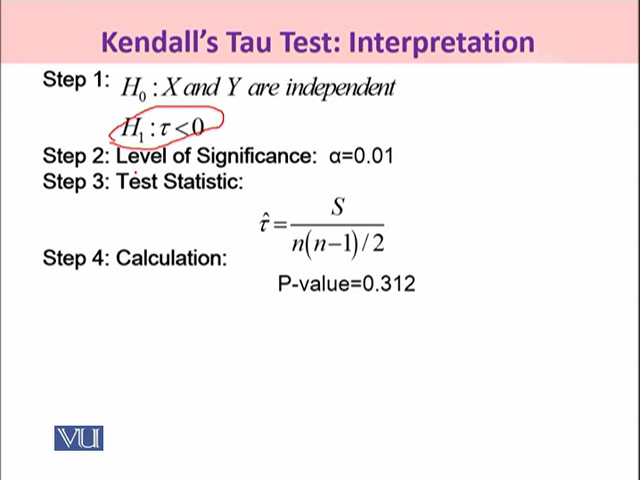 Kendall's Tau Test: Interpretation
Step 1: H₀ : X and Y are independent
H₁ : τ < 0
Step 2: Level of Significance: α=0.01
Step 3: Test Statistic:
τ̂ = S / n(n−1)/2
Step 4: Calculation:
P-value=0.312
VU